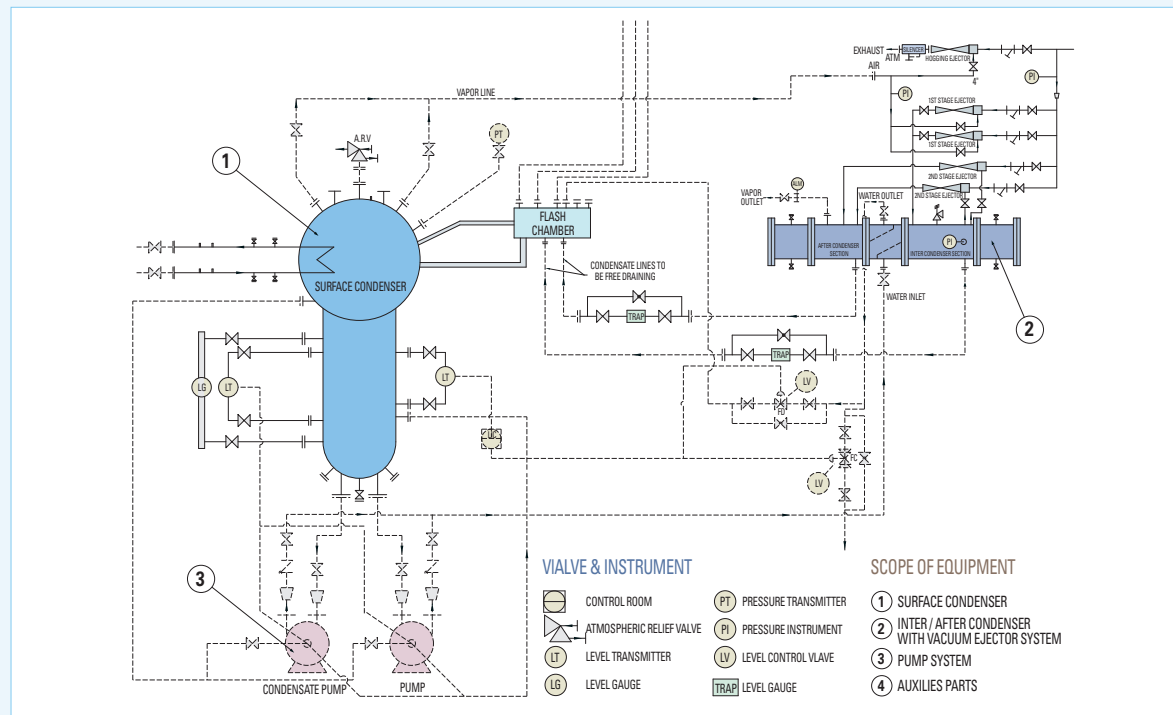 EXHAUST
ATM
SILENCER
HOGGING EJECTOR
AIR
4"
PI
PI
VAPOR LINE
A.R.V
PT
1ST STAGE EJECTOR
1ST STAGE EJECTOR
2ND STAGE EJECTOR
2ND STAGE EJECTOR
1
ALM
VAPOR
OUTLET
WATER OUTLET
FLASH
CHAMBER
AFTER CONDENSER
SECTION
PI
INTER CONDENSER SECTION
CONDENSATE LINES TO
BE FREE DRAINING
SURFACE CONDENSER
WATER INLET
TRAP
2
TRAP
LG
LT
LT
LV
FO
FC
LV
3
CONDENSATE PUMP
PUMP
VIALVE & INSTRUMENT
CONTROL ROOM
ATMOSPHERIC RELIEF VALVE
LT LEVEL TRANSMITTER
LG LEVEL GAUGE
PT PRESSURE TRANSMITTER
PI PRESSURE INSTRUMENT
LV LEVEL CONTROL VLAVE
TRAP LEVEL GAUGE
SCOPE OF EQUIPMENT
1 SURFACE CONDENSER
2 INTER / AFTER CONDENSER
WITH VACUUM EJECTOR SYSTEM
3 PUMP SYSTEM
4 AUXILIES PARTS